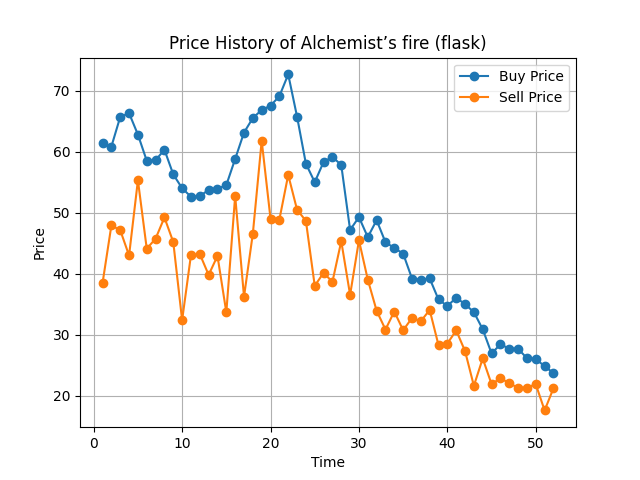 Price History of Alchemist’s fire (flask)
Buy Price
Sell Price
Price
70
60
50
40
30
20
0 10 20 30 40 50
Time